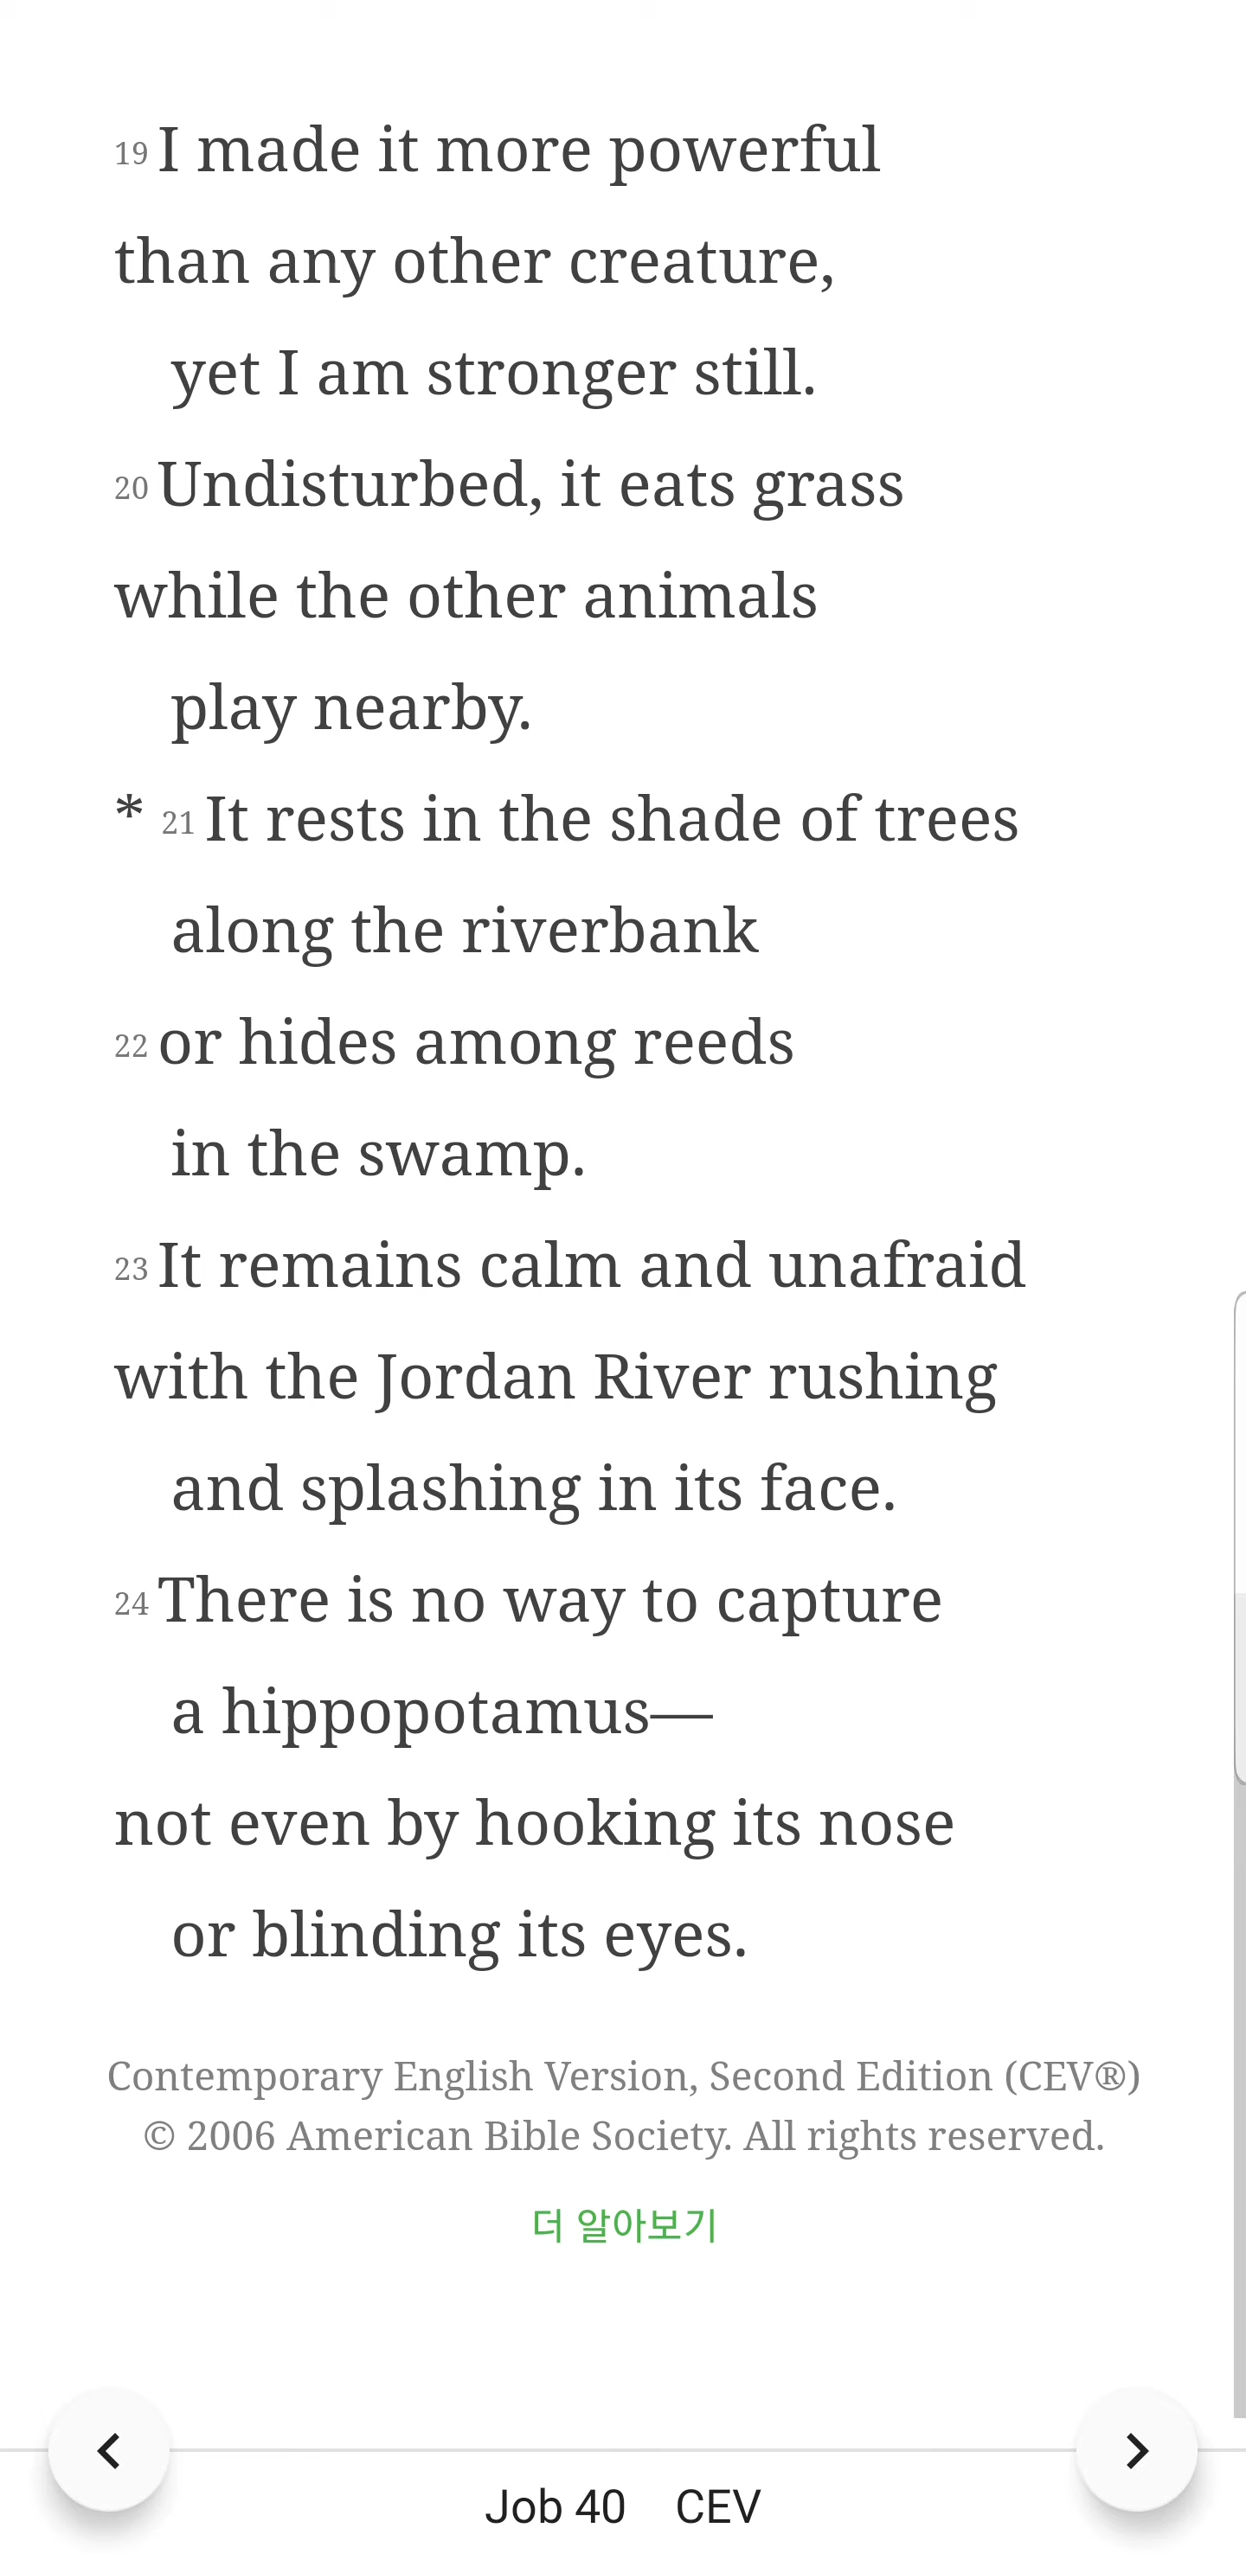 19 I made it more powerful
than any other creature,
yet I am stronger still.
20 Undisturbed, it eats grass
while the other animals
play nearby.
* 21 It rests in the shade of trees
along the riverbank
22 or hides among reeds
in the swamp.
23 It remains calm and unafraid
with the Jordan River rushing
and splashing in its face.
24 There is no way to capture
a hippopotamus—
not even by hooking its nose
or blinding its eyes.
Contemporary English Version, Second Edition (CEV®)
© 2006 American Bible Society. All rights reserved.
더 알아보기
Job 40 CEV